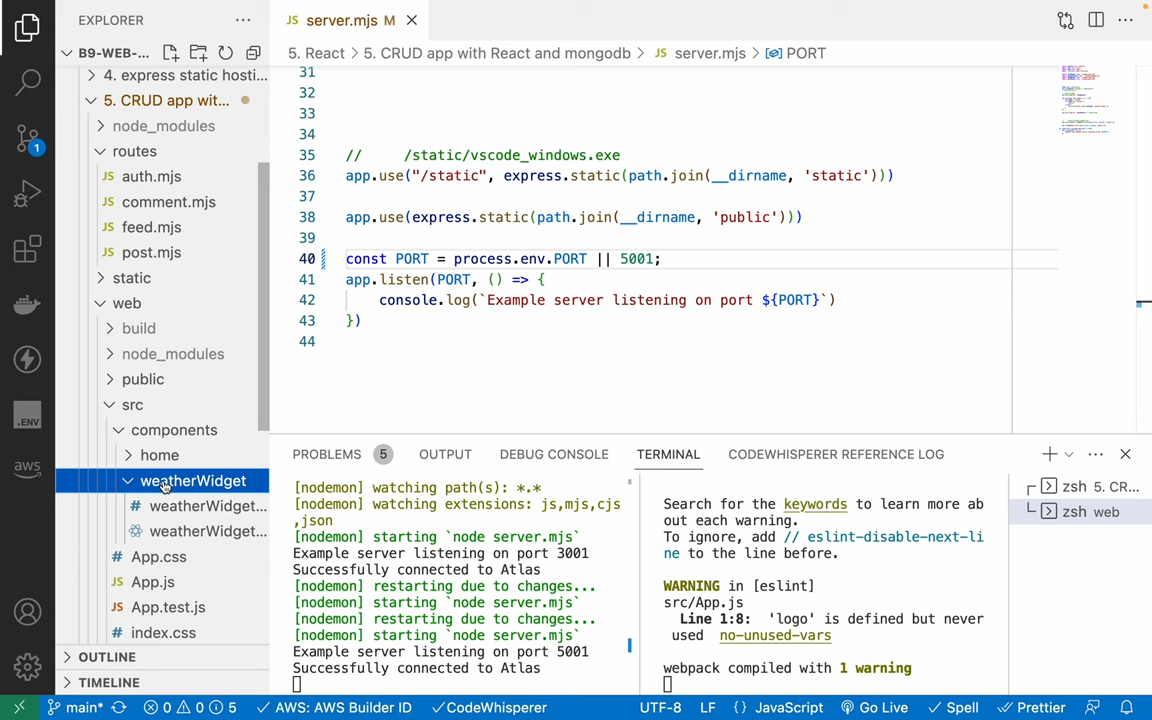 EXPLORER
B9-WEB-...
4. express static hosti...
5. CRUD app wit...
node_modules
routes
JS auth.mjs
JS comment.mjs
JS feed.mjs
JS post.mjs
static
web
build
node_modules
public
src
components
home
weatherWidget
# weatherWidget...
weatherWidget...
# App.css
JS App.js
JS App.test.js
# index.css
OUTLINE
TIMELINE
1
.ENV
aws
JS server.mjs M
5. React > 5. CRUD app with React and mongodb > JS server.mjs > PORT
31
32
33
34
35 // /static/vscode_windows.exe
36 app.use("/static", express.static(path.join(__dirname, 'static')))
37
38 app.use(express.static(path.join(__dirname, 'public')))
39
40 const PORT = process.env.PORT || 5001;
41 app.listen(PORT, () => {
42 console.log(`Example server listening on port ${PORT}`)
43 })
44
PROBLEMS 5 OUTPUT DEBUG CONSOLE TERMINAL CODEWHISPERER REFERENCE LOG
[nodemon] watching path(s): *.*
[nodemon] watching extensions: js,mjs,cjs
,json
[nodemon] starting `node server.mjs`
Example server listening on port 3001
Successfully connected to Atlas
[nodemon] restarting due to changes...
[nodemon] starting `node server.mjs`
[nodemon] restarting due to changes...
[nodemon] starting `node server.mjs`
Example server listening on port 5001
Successfully connected to Atlas
Search for the keywords to learn more ab
out each warning.
To ignore, add // eslint-disable-next-li
ne to the line before.
WARNING in [eslint]
src/App.js
Line 1:8: 'logo' is defined but never
used no-unused-vars
webpack compiled with 1 warning
zsh 5. CR...
zsh web
main* 0 0 5 AWS: AWS Builder ID CodeWhisperer UTF-8 LF {} JavaScript Go Live Spell Prettier